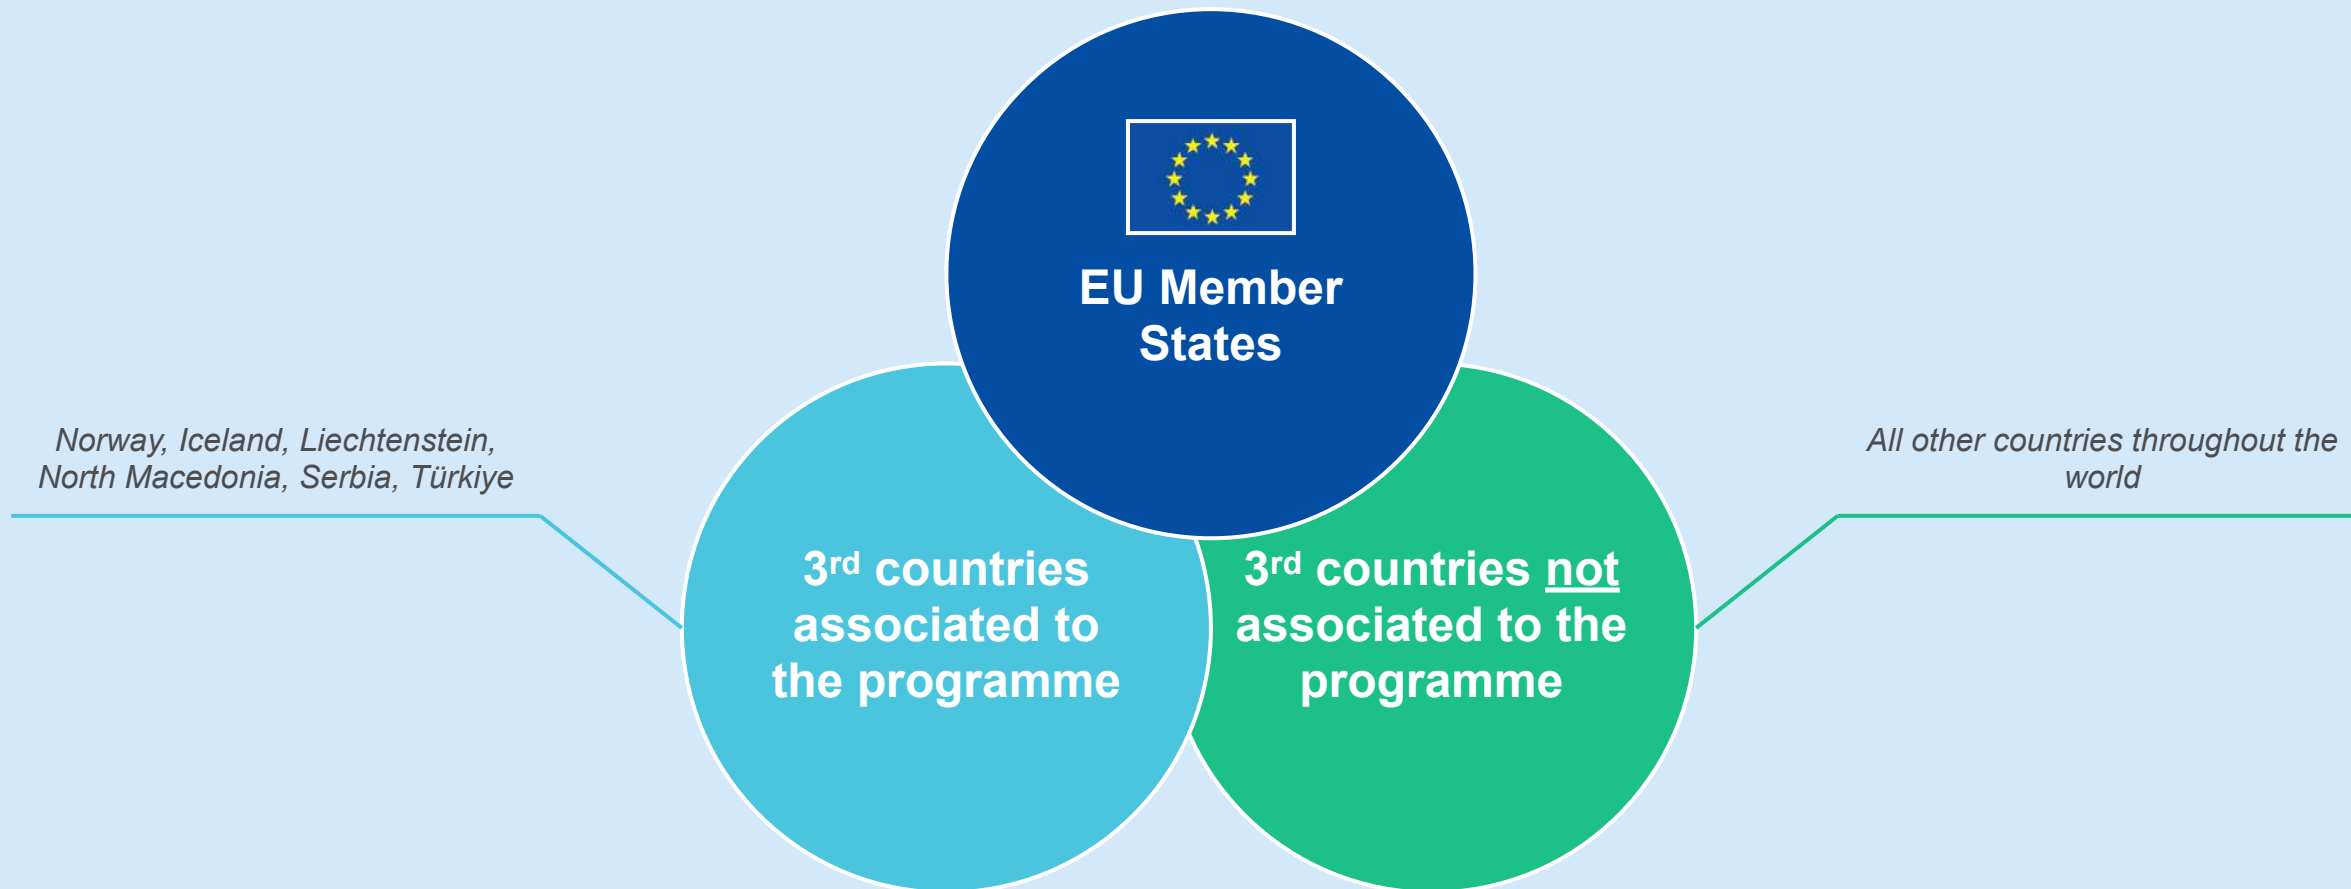 EU Member
States
Norway, Iceland, Liechtenstein,
North Macedonia, Serbia, Türkiye
All other countries throughout the
world
3rd countries
associated to
the programme
3rd countries not
associated to the
programme